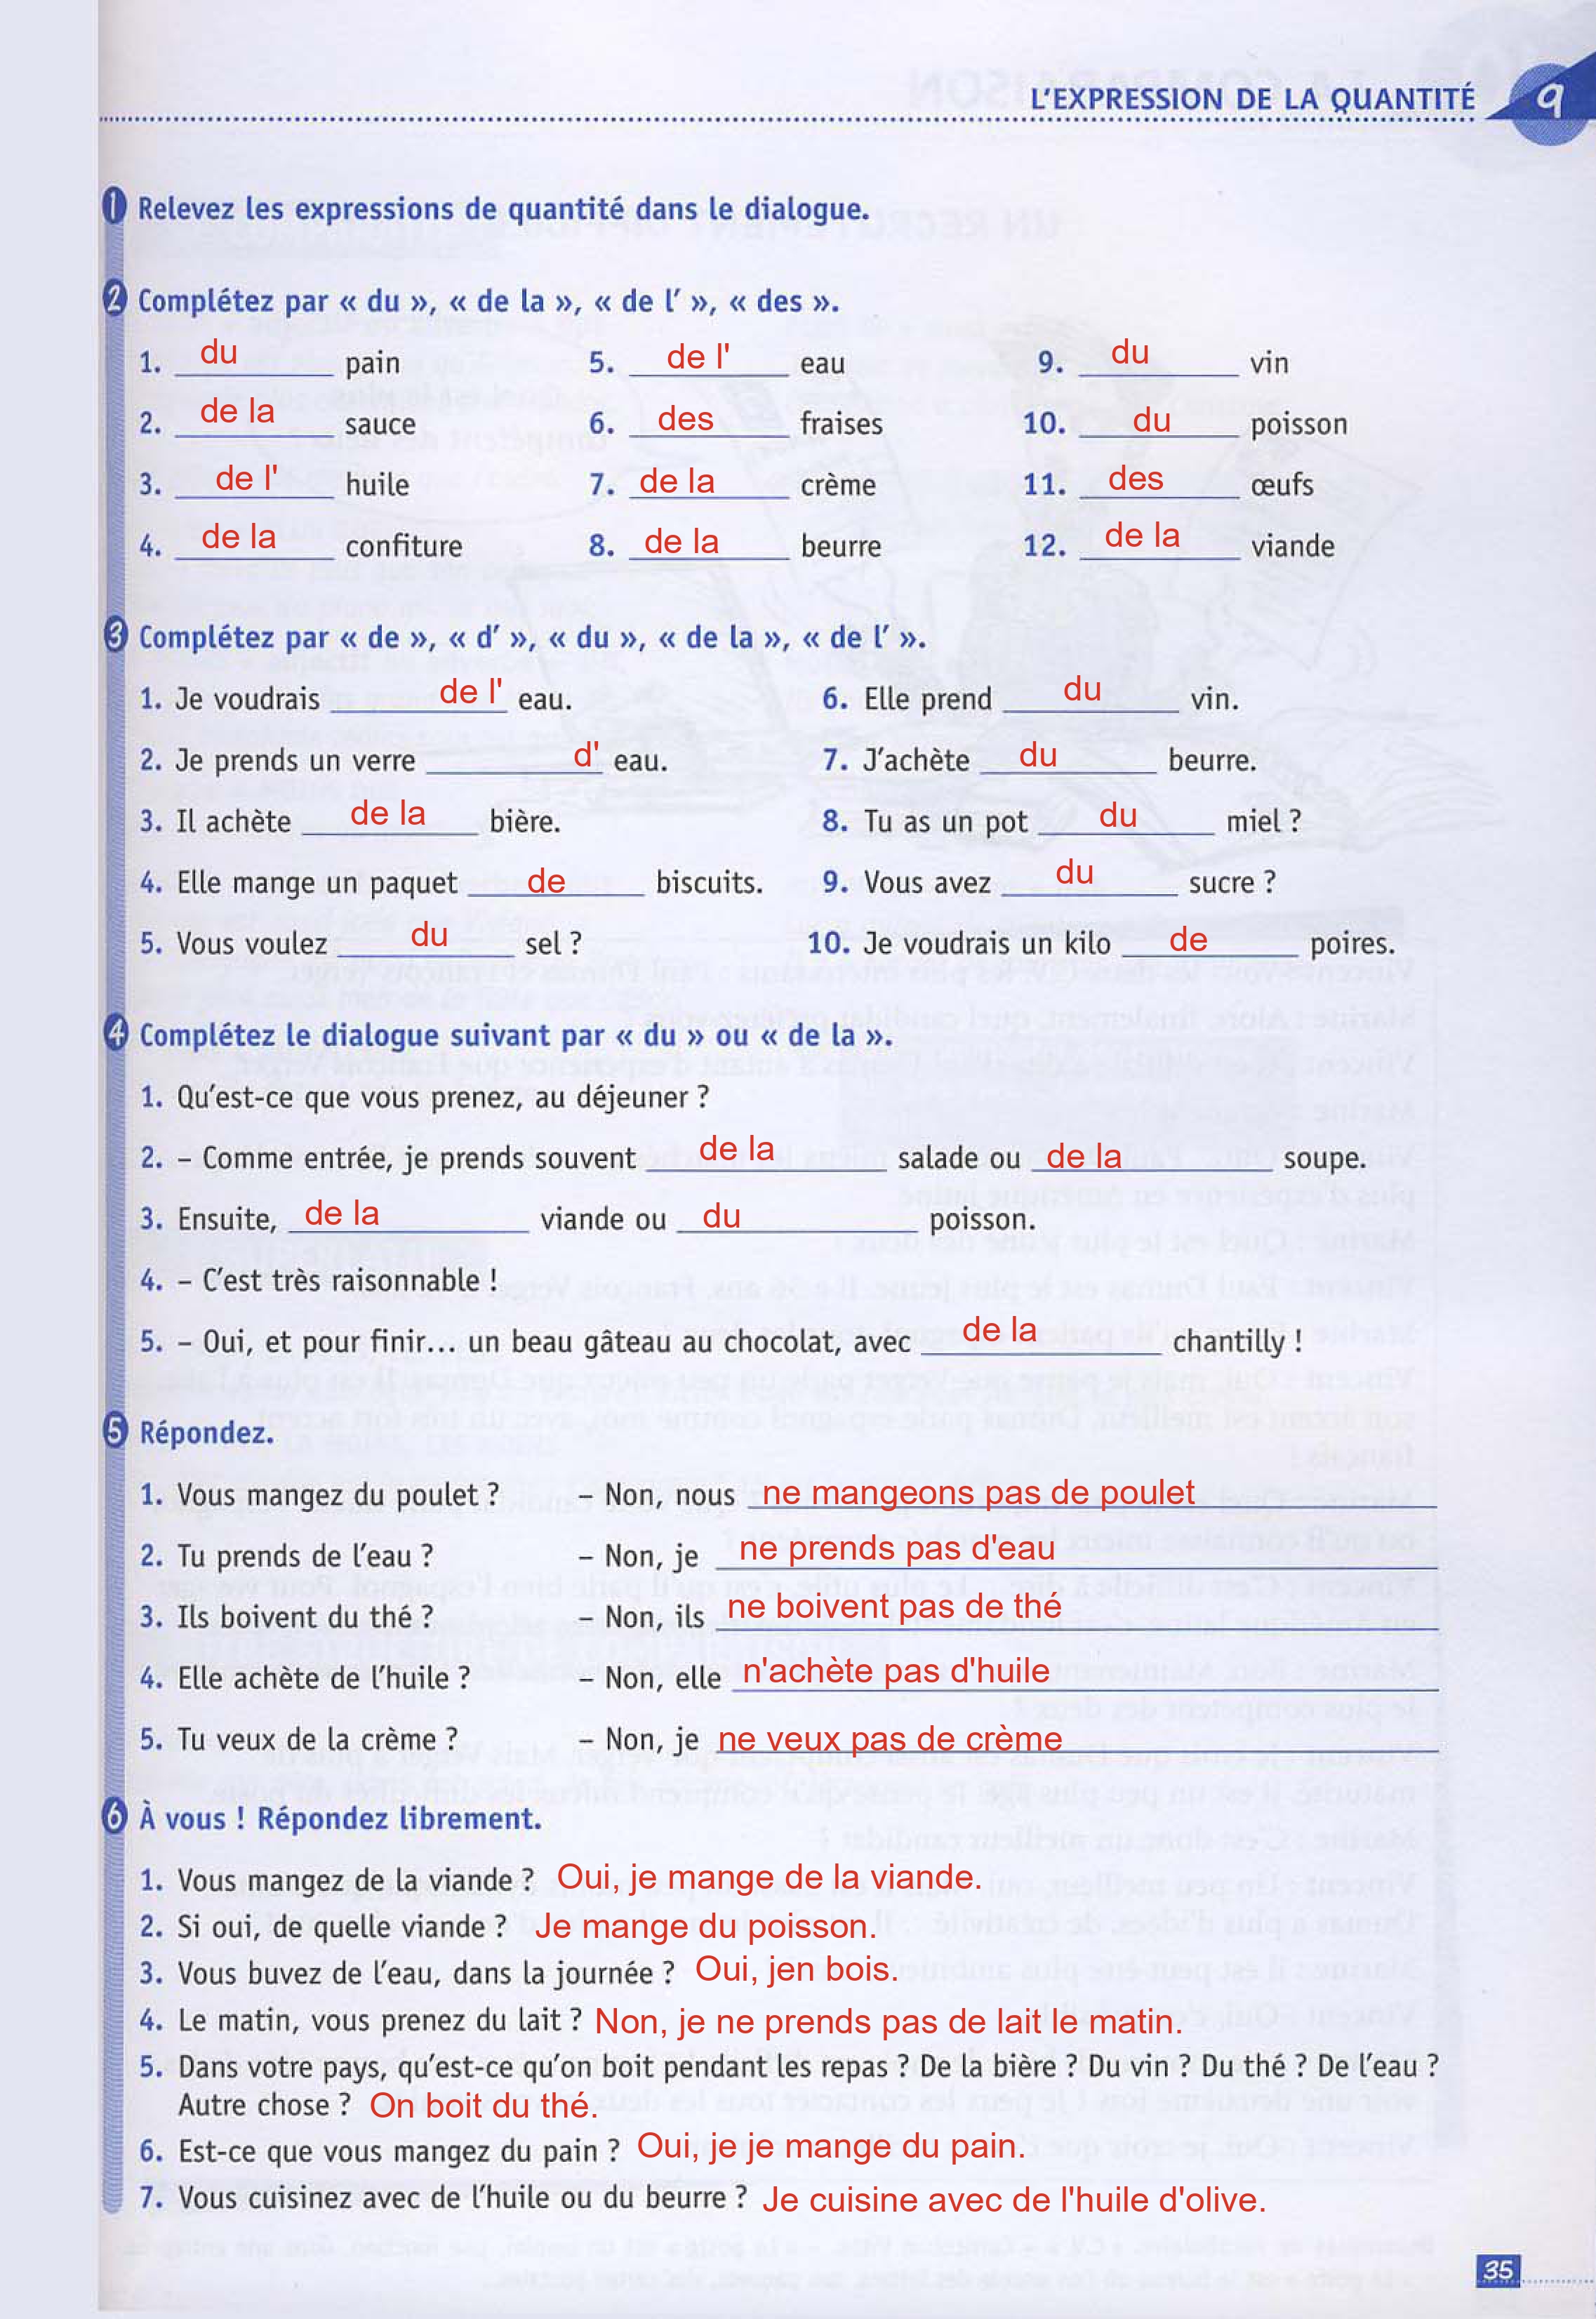 L'EXPRESSION DE LA QUANTITÉ 9
1 Relevez les expressions de quantité dans le dialogue.
2 Complétez par « du », « de la », « de l' », « des ».
1. du pain 5. de l' eau 9. du vin
2. de la sauce 6. des fraises 10. du poisson
3. de l' huile 7. de la crème 11. des œufs
4. de la confiture 8. de la beurre 12. de la viande
3 Complétez par « de », « d' », « du », « de la », « de l' ».
1. Je voudrais de l' eau. 6. Elle prend du vin.
2. Je prends un verre d' eau. 7. J'achète du beurre.
3. Il achète de la bière. 8. Tu as un pot du miel ?
4. Elle mange un paquet de biscuits. 9. Vous avez du sucre ?
5. Vous voulez du sel ? 10. Je voudrais un kilo de poires.
4 Complétez le dialogue suivant par « du » ou « de la ».
1. Qu'est-ce que vous prenez, au déjeuner ?
2. – Comme entrée, je prends souvent de la salade ou de la soupe.
3. Ensuite, de la viande ou du poisson.
4. – C'est très raisonnable !
5. – Oui, et pour finir... un beau gâteau au chocolat, avec de la chantilly !
5 Répondez.
1. Vous mangez du poulet ? – Non, nous ne mangeons pas de poulet
2. Tu prends de l'eau ? – Non, je ne prends pas d'eau
3. Ils boivent du thé ? – Non, ils ne boivent pas de thé
4. Elle achète de l'huile ? – Non, elle n'achète pas d'huile
5. Tu veux de la crème ? – Non, je ne veux pas de crème
6 À vous ! Répondez librement.
1. Vous mangez de la viande ? Oui, je mange de la viande.
2. Si oui, de quelle viande ? Je mange du poisson.
3. Vous buvez de l'eau, dans la journée ? Oui, jen bois.
4. Le matin, vous prenez du lait ? Non, je ne prends pas de lait le matin.
5. Dans votre pays, qu'est-ce qu'on boit pendant les repas ? De la bière ? Du vin ? Du thé ? De l'eau ?
Autre chose ? On boit du thé.
6. Est-ce que vous mangez du pain ? Oui, je je mange du pain.
7. Vous cuisinez avec de l'huile ou du beurre ? Je cuisine avec de l'huile d'olive.
35